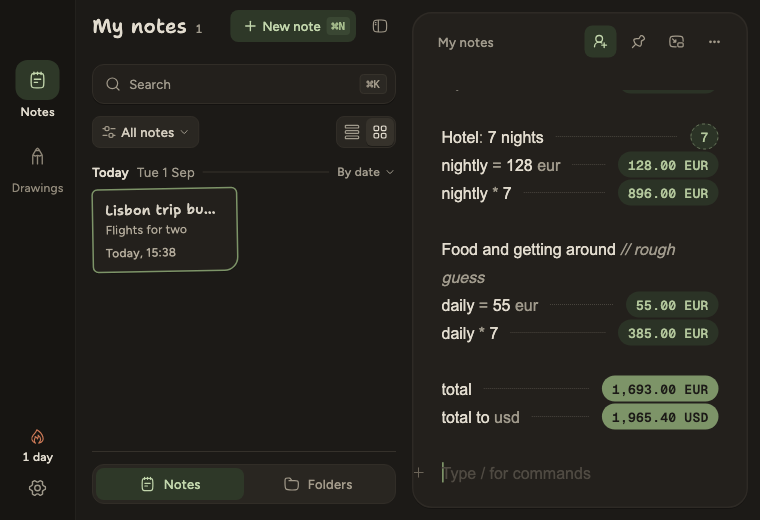 Notes
Drawings
1 day
My notes 1
+ New note ⌘N
Search ⌘K
All notes
Today Tue 1 Sep By date
Lisbon trip bu...
Flights for two
Today, 15:38
Notes Folders
My notes
Hotel: 7 nights 7
nightly = 128 eur 128.00 EUR
nightly * 7 896.00 EUR
Food and getting around // rough
guess
daily = 55 eur 55.00 EUR
daily * 7 385.00 EUR
total 1,693.00 EUR
total to usd 1,965.40 USD
+ Type / for commands